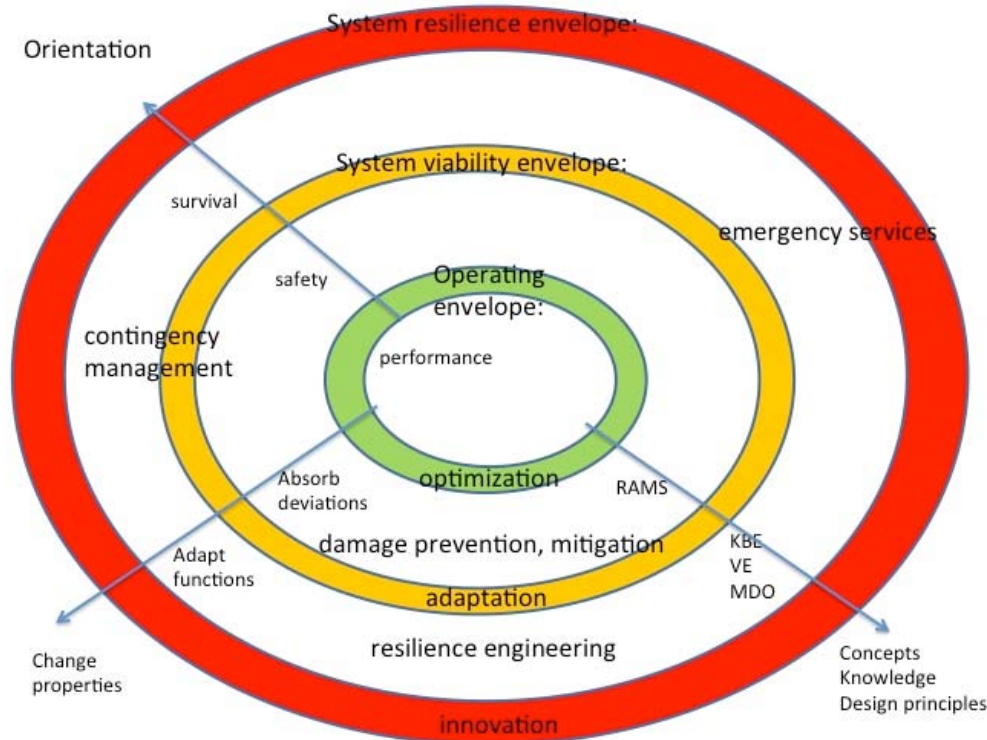 System resilience envelope:
Orientation
System viability envelope:
survival
emergency services
safety
Operating
envelope:
contingency
management
performance
Absorb
deviations
optimization
RAMS
damage prevention, mitigation
KBE
VE
MDO
Adapt
functions
adaptation
resilience engineering
Change
properties
Concepts
Knowledge
Design principles
innovation